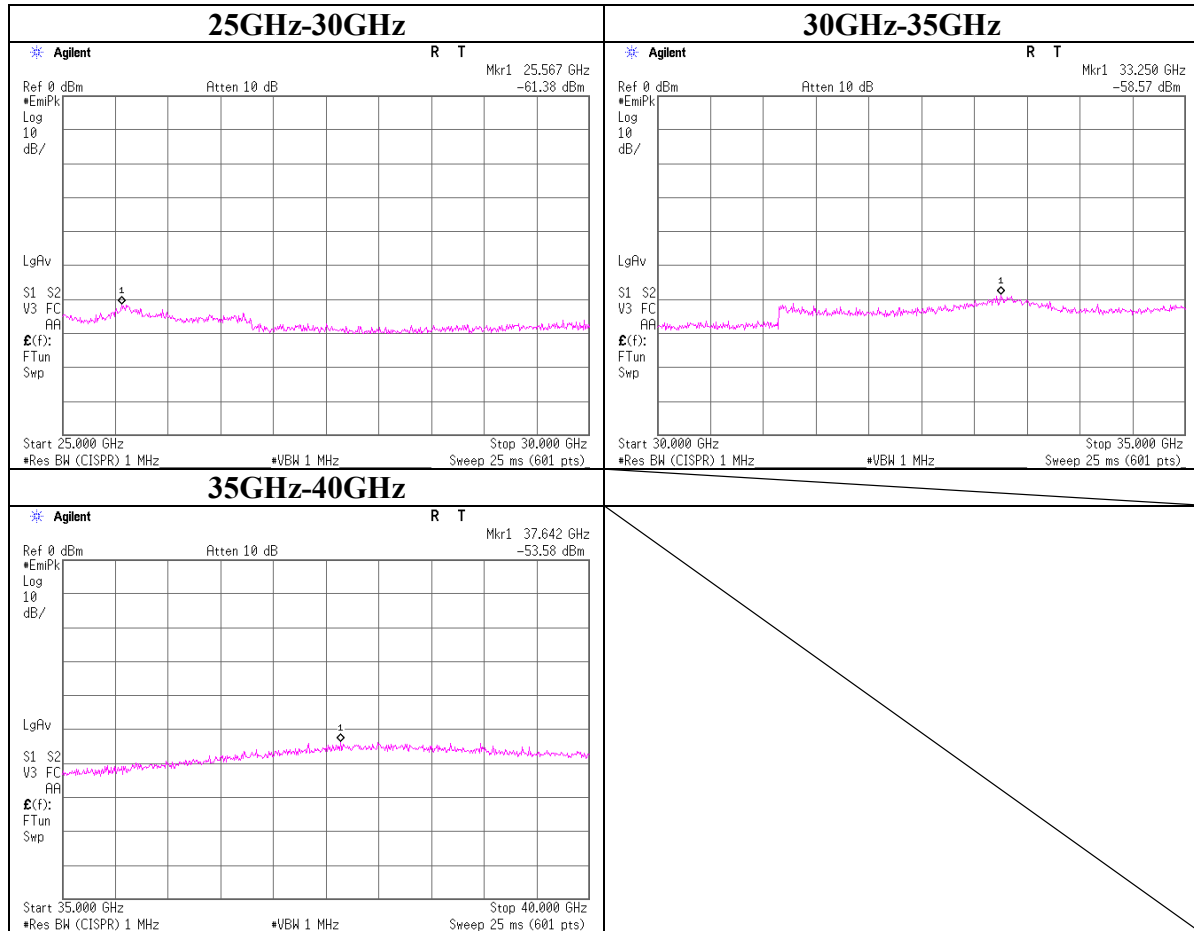 25GHz-30GHz
Agilent R T
Mkr1 25.567 GHz
Ref 0 dBm Atten 10 dB -61.38 dBm
#EmiPk
Log
10
dB/
LgAv
1
S1 S2
V3 FC
AA
£(f):
FTun
Swp
Start 25.000 GHz Stop 30.000 GHz
#Res BW (CISPR) 1 MHz #VBW 1 MHz Sweep 25 ms (601 pts)
30GHz-35GHz
Agilent R T
Mkr1 33.250 GHz
Ref 0 dBm Atten 10 dB -58.57 dBm
#EmiPk
Log
10
dB/
LgAv
1
S1 S2
V3 FC
AA
£(f):
FTun
Swp
Start 30.000 GHz Stop 35.000 GHz
#Res BW (CISPR) 1 MHz #VBW 1 MHz Sweep 25 ms (601 pts)
35GHz-40GHz
Agilent R T
Mkr1 37.642 GHz
Ref 0 dBm Atten 10 dB -53.58 dBm
#EmiPk
Log
10
dB/
LgAv
1
S1 S2
V3 FC
AA
£(f):
FTun
Swp
Start 35.000 GHz Stop 40.000 GHz
#Res BW (CISPR) 1 MHz #VBW 1 MHz Sweep 25 ms (601 pts)